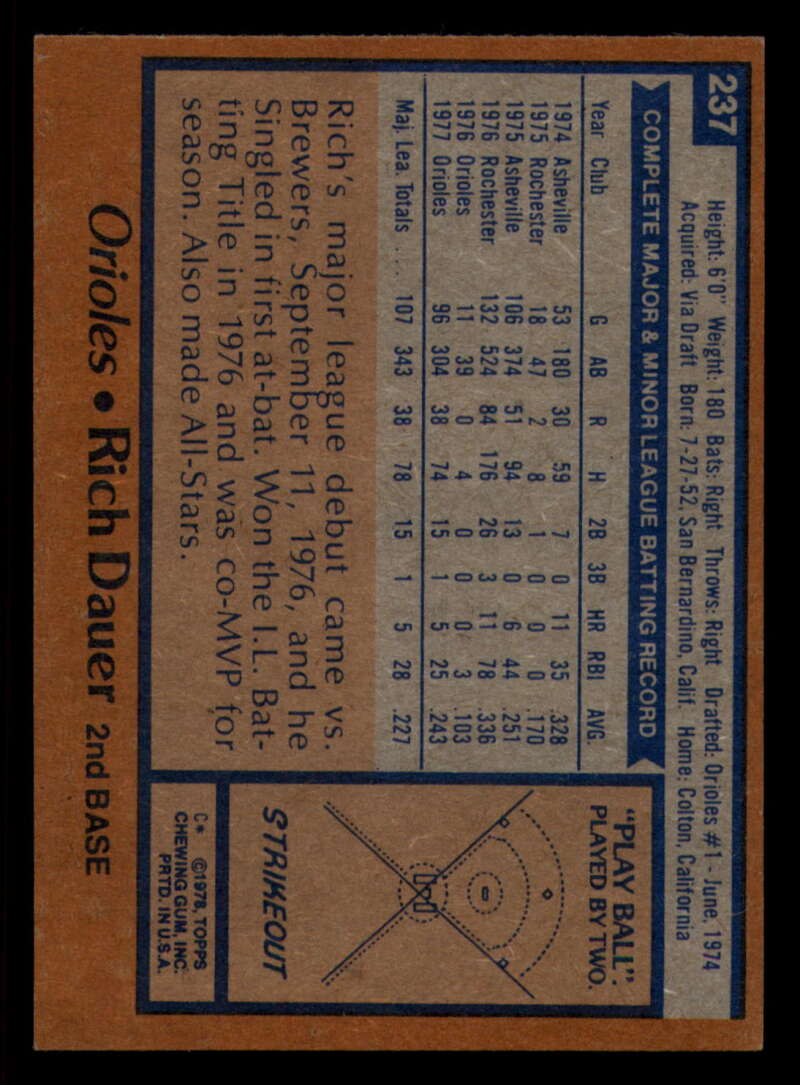 237
Height: 6'0" Weight: 180 Bats: Right Throws: Right Drafted: Orioles #1 - June, 1974
Acquired: Via Draft Born: 7-27-52, San Bernardino, Calif. Home: Colton, California
COMPLETE MAJOR & MINOR LEAGUE BATTING RECORD
Year Club G AB R H 2B 3B HR RBI AVG.
1974 Asheville 53 180 30 59 7 0 11 35 .328
1975 Rochester 18 47 2 8 1 0 0 0 .170
1975 Asheville 106 374 51 94 13 0 6 44 .251
1976 Rochester 132 524 84 176 26 3 11 78 .336
1976 Orioles 11 39 0 4 0 0 0 3 .103
1977 Orioles 96 304 38 74 15 1 5 25 .243
Maj. Lea. Totals .... 107 343 38 78 15 1 5 28 .227
Rich's major league debut came vs.
Brewers, September 11, 1976, and he
Singled in first at-bat. Won the I.L. Bat-
ting Title in 1976 and was co-MVP for
season. Also made All-Stars.
"PLAY BALL".
PLAYED BY TWO.
STRIKEOUT
C* ©1978, TOPPS
CHEWING GUM, INC.
PRTD. IN U.S.A.
Orioles • Rich Dauer 2nd BASE